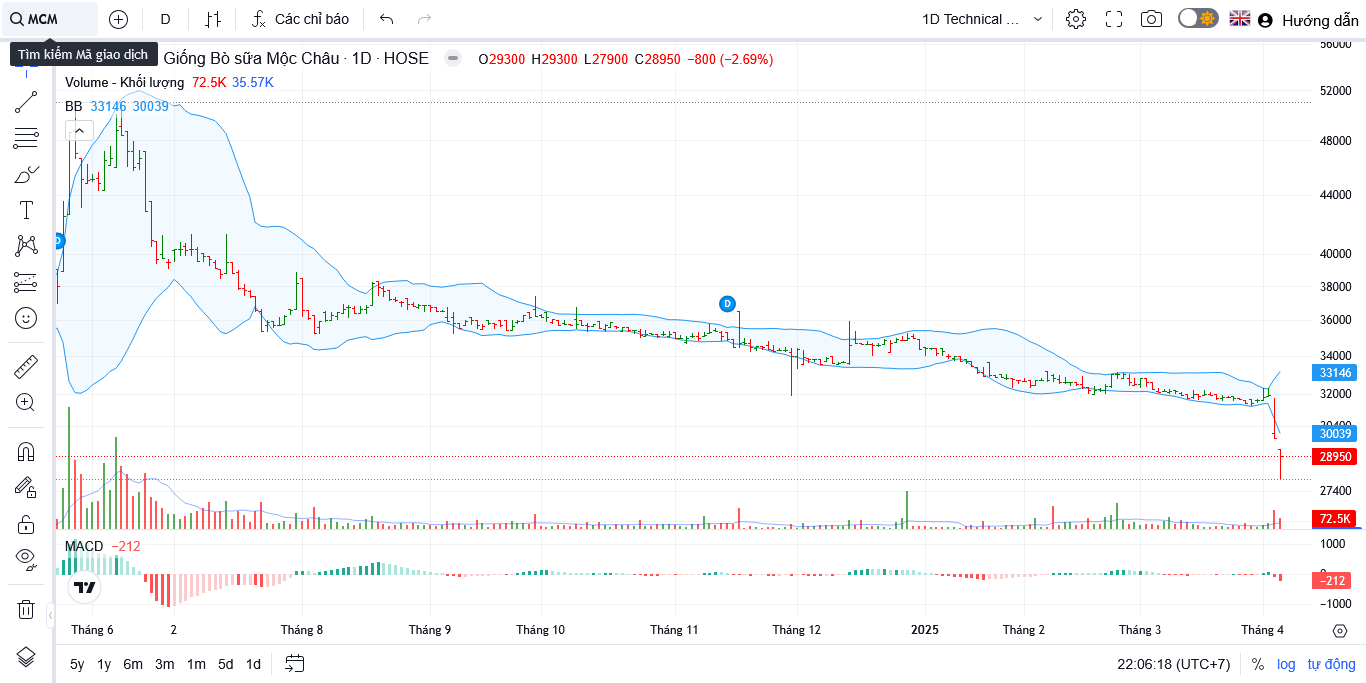 MCM D Các chỉ báo 1D Technical ... Hướng dẫn
Tìm kiếm Mã giao dịch
Giống Bò sữa Mộc Châu · 1D · HOSE O29300 H29300 L27900 C28950 −800 (−2.69%)
Volume - Khối lượng 72.5K 35.57K
BB 33146 30039
D
D
56000
52000
48000
44000
40000
38000
36000
34000
33146
32000
30400
30039
28950
27400
72.5K
MACD −212
1000
0
−212
−1000
Tháng 6 2 Tháng 8 Tháng 9 Tháng 10 Tháng 11 Tháng 12 2025 Tháng 2 Tháng 3 Tháng 4
5y 1y 6m 3m 1m 5d 1d 22:06:18 (UTC+7) % log tự động